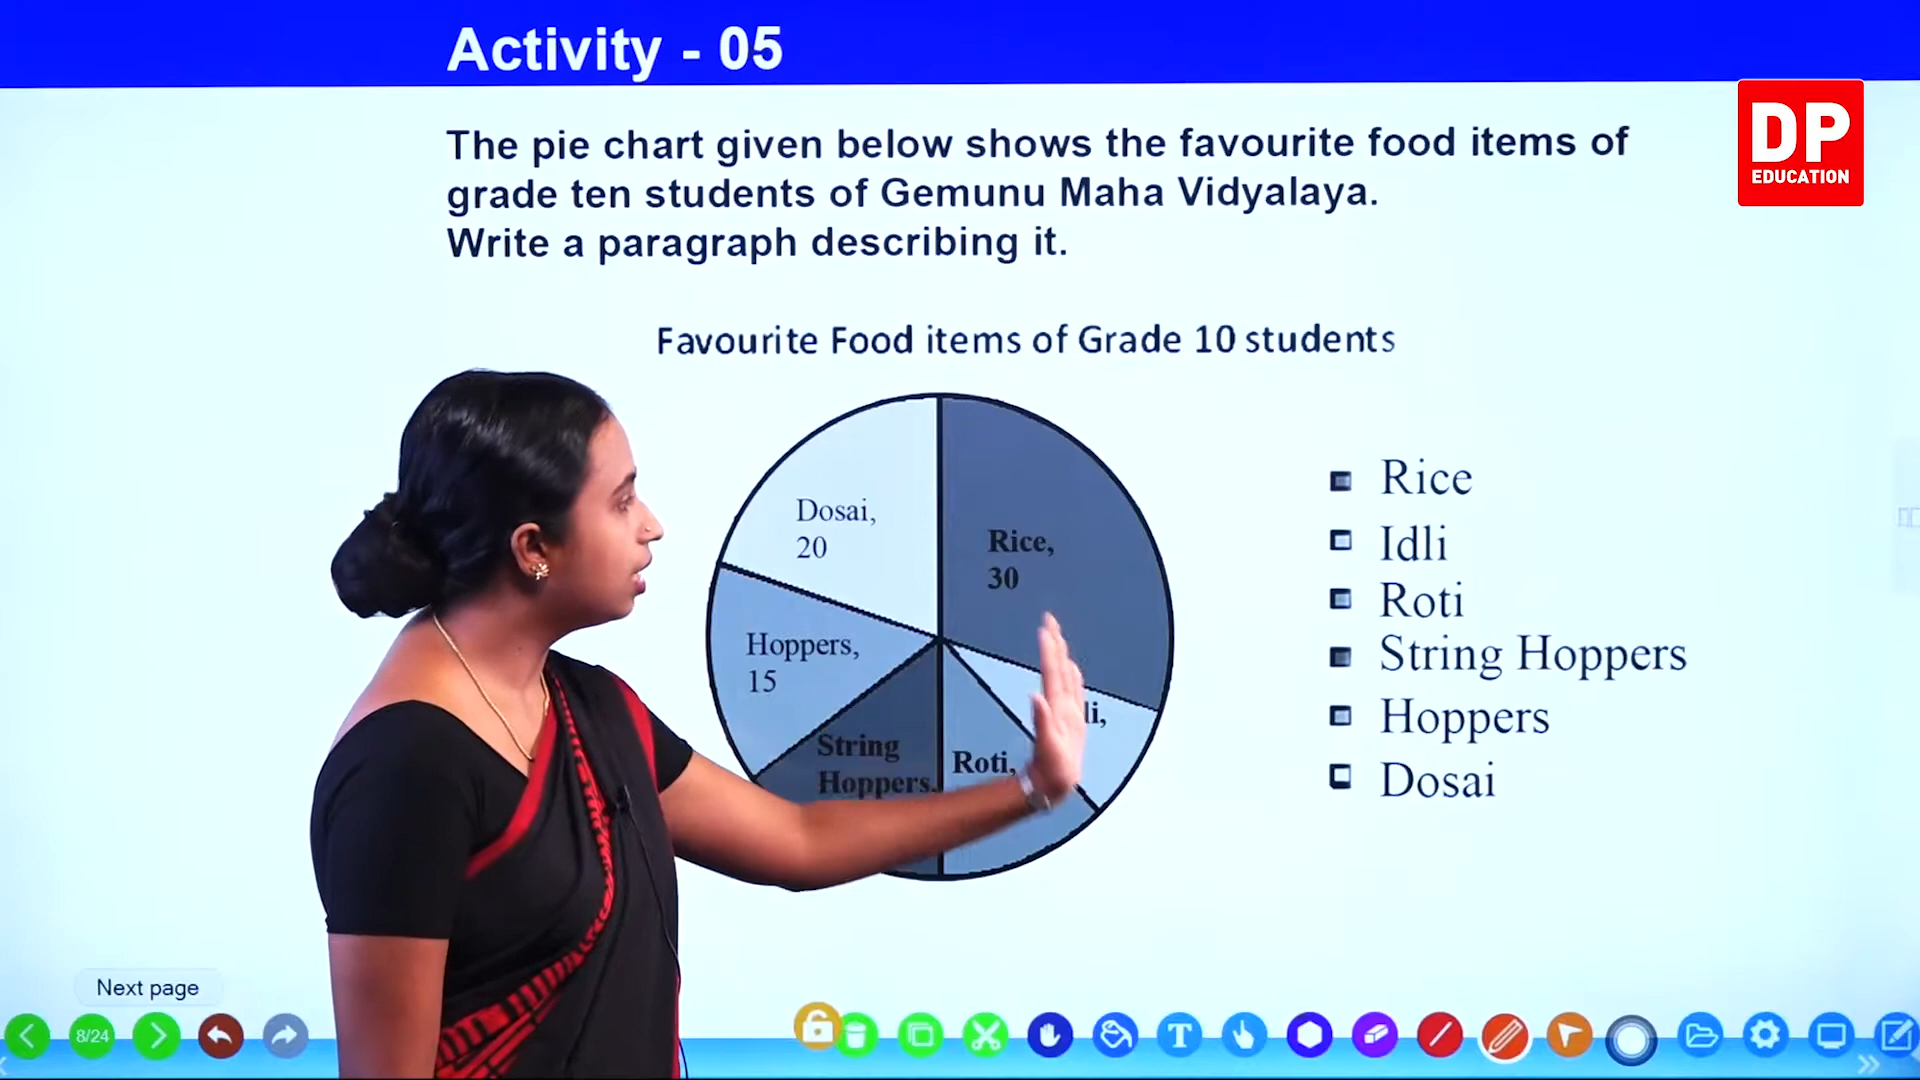 Activity - 05
DP
EDUCATION
The pie chart given below shows the favourite food items of
grade ten students of Gemunu Maha Vidyalaya.
Write a paragraph describing it.
Favourite Food items of Grade 10 students
Dosai,
20
Rice,
30
Hoppers,
15
String
Hoppers,
Roti,
li,
Rice
Idli
Roti
String Hoppers
Hoppers
Dosai
Next page
8/24
T